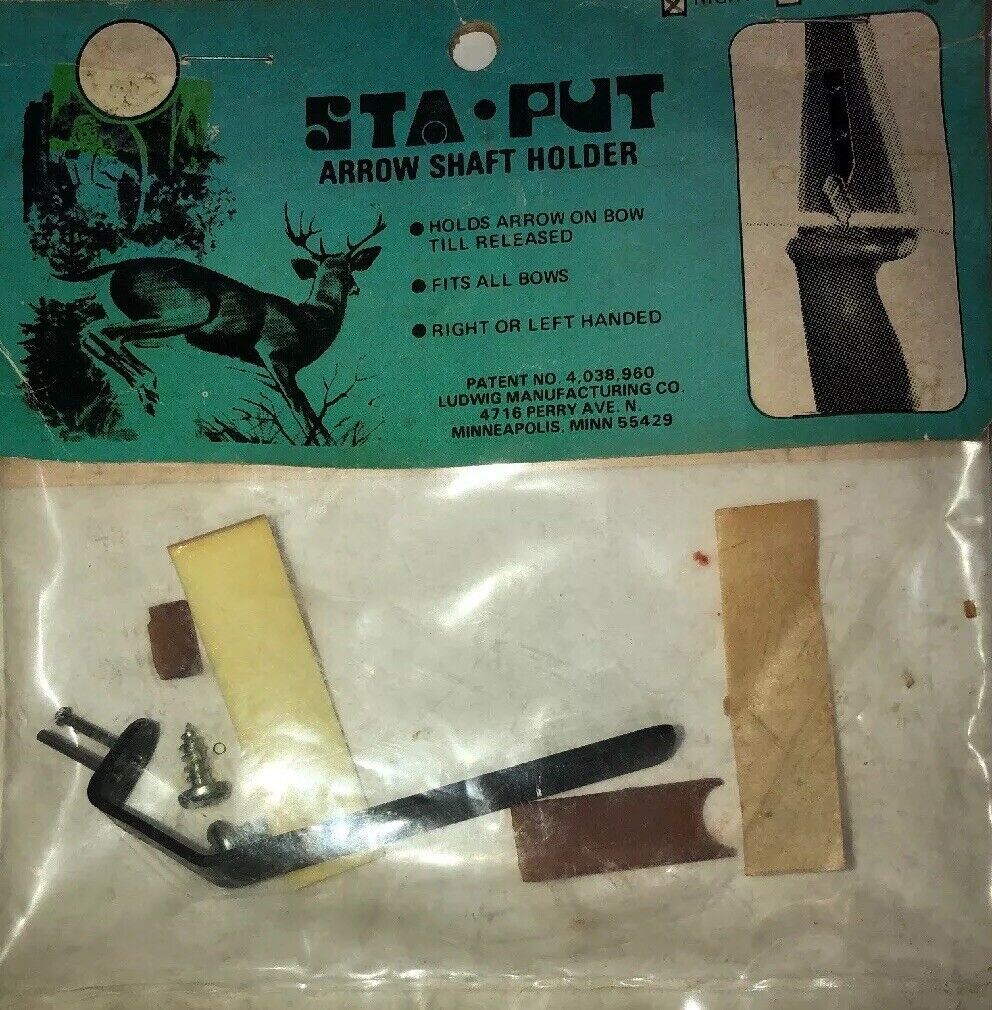 STA•PUT
ARROW SHAFT HOLDER
• HOLDS ARROW ON BOW
TILL RELEASED
• FITS ALL BOWS
• RIGHT OR LEFT HANDED
PATENT NO. 4,038,960
LUDWIG MANUFACTURING CO.
4716 PERRY AVE. N.
MINNEAPOLIS, MINN 55429